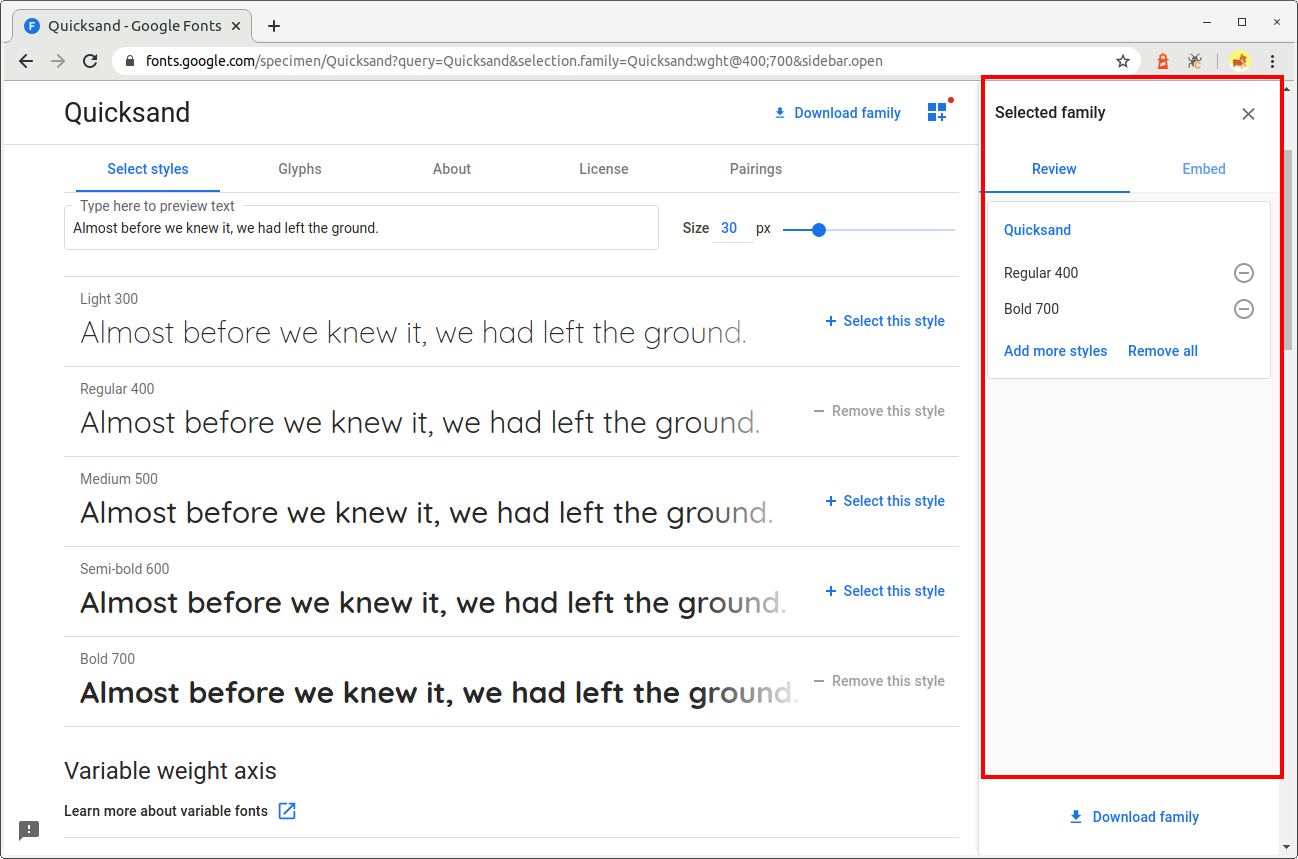 Quicksand - Google Fonts
fonts.google.com/specimen/Quicksand?query=Quicksand&selection.family=Quicksand:wght@400;700&sidebar.open
Quicksand
Download family
Select styles
Glyphs
About
License
Pairings
Type here to preview text
Almost before we knew it, we had left the ground.
Size 30 px
Light 300
Almost before we knew it, we had left the ground.
+ Select this style
Regular 400
Almost before we knew it, we had left the ground.
— Remove this style
Medium 500
Almost before we knew it, we had left the ground.
+ Select this style
Semi-bold 600
Almost before we knew it, we had left the ground.
+ Select this style
Bold 700
Almost before we knew it, we had left the ground.
— Remove this style
Variable weight axis
Learn more about variable fonts
Selected family
Review
Embed
Quicksand
Regular 400
Bold 700
Add more styles
Remove all
Download family